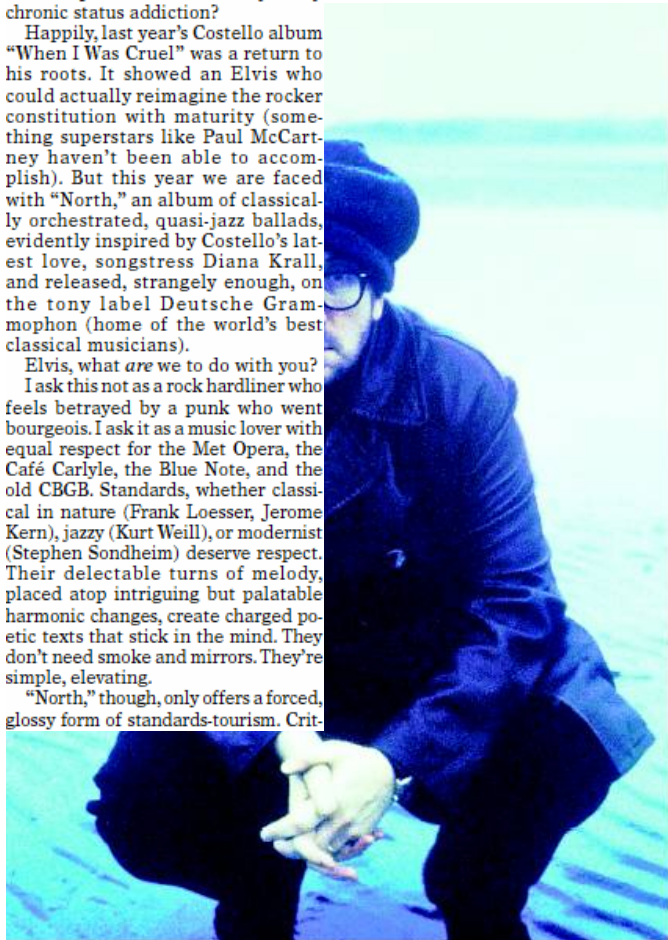 chronic status addiction?
Happily, last year's Costello album
“When I Was Cruel” was a return to
his roots. It showed an Elvis who
could actually reimagine the rocker
constitution with maturity (some-
thing superstars like Paul McCart-
ney haven't been able to accom-
plish). But this year we are faced
with “North,” an album of classical-
ly orchestrated, quasi-jazz ballads,
evidently inspired by Costello's lat-
est love, songstress Diana Krall,
and released, strangely enough, on
the tony label Deutsche Gram-
mophon (home of the world's best
classical musicians).
Elvis, what are we to do with you?
I ask this not as a rock hardliner who
feels betrayed by a punk who went
bourgeois. I ask it as a music lover with
equal respect for the Met Opera, the
Café Carlyle, the Blue Note, and the
old CBGB. Standards, whether classi-
cal in nature (Frank Loesser, Jerome
Kern), jazzy (Kurt Weill), or modernist
(Stephen Sondheim) deserve respect.
Their delectable turns of melody,
placed atop intriguing but palatable
harmonic changes, create charged po-
etic texts that stick in the mind. They
don't need smoke and mirrors. They're
simple, elevating.
“North,” though, only offers a forced,
glossy form of standards-tourism. Crit-